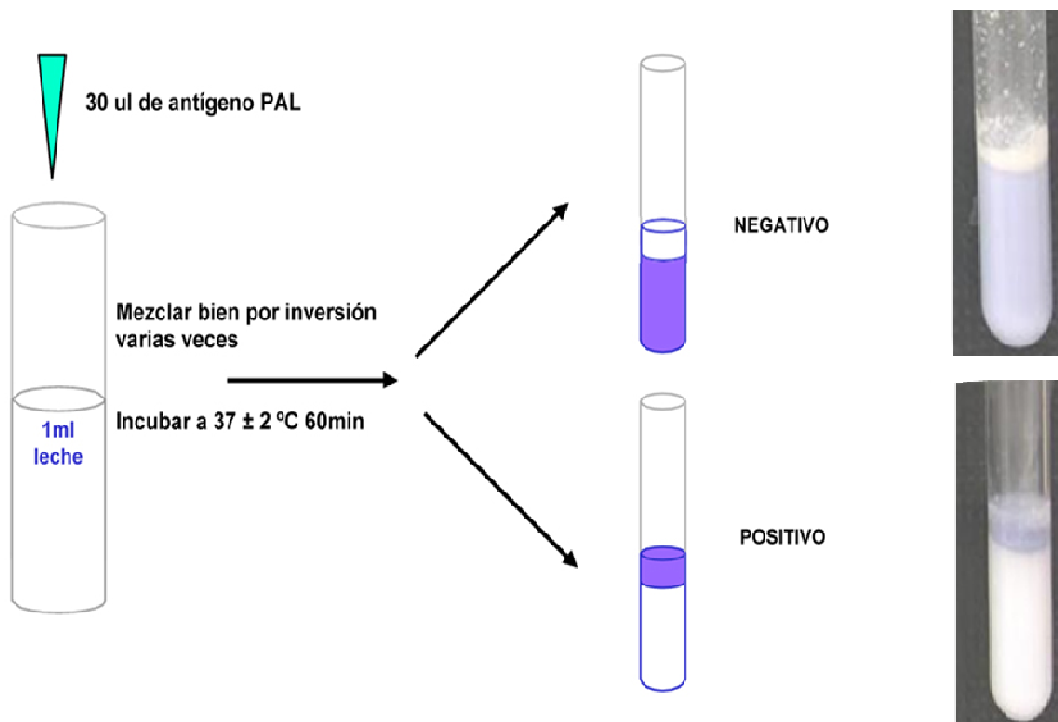 30 ul de antígeno PAL
1ml
leche
Mezclar bien por inversión
varias veces
Incubar a 37 ± 2 ºC 60min
NEGATIVO
POSITIVO